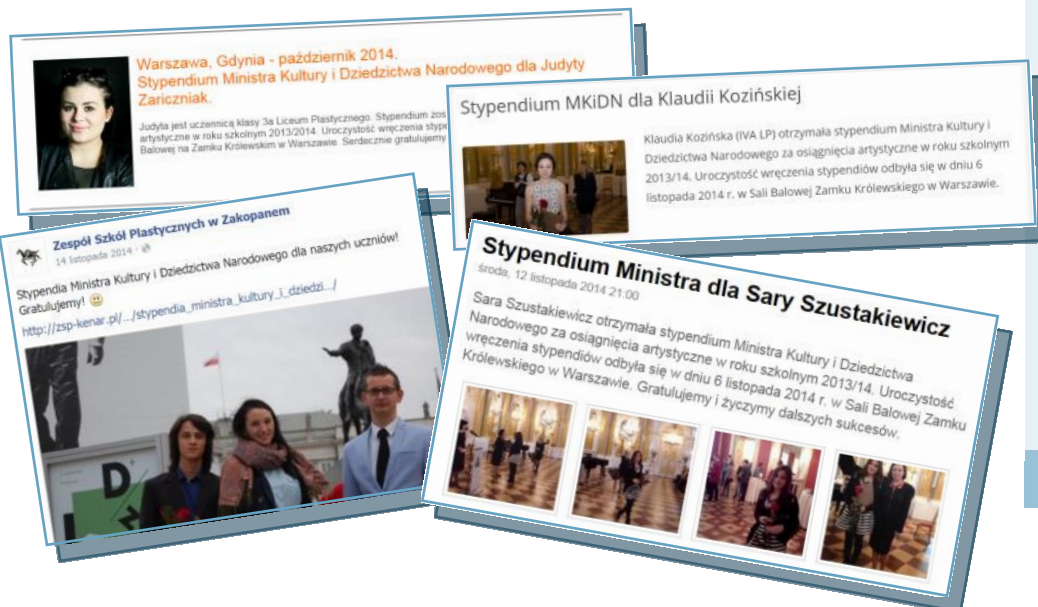 Warszawa, Gdynia - październik 2014.
Stypendium Ministra Kultury i Dziedzictwa Narodowego dla Judyty
Zariczniak.
Judyta jest uczennicą klasy 3a Liceum Plastycznego. Stypendium zos
artystyczne w roku szkolnym 2013/2014. Uroczystość wręczenia stype
Balowej na Zamku Królewskim w Warszawie. Serdecznie gratulujemy
Stypendium MKiDN dla Klaudii Kozińskiej
Klaudia Kozińska (IVA LP) otrzymała stypendium Ministra Kultury i
Dziedzictwa Narodowego za osiągnięcia artystyczne w roku szkolnym
2013/14. Uroczystość wręczenia stypendiów odbyła się w dniu 6
listopada 2014 r. w Sali Balowej Zamku Królewskiego w Warszawie.
Zespół Szkół Plastycznych w Zakopanem
14 listopada 2014 ·
Stypendia Ministra Kultury i Dziedzictwa Narodowego dla naszych uczniów!
Gratulujemy!
http://zsp-kenar.pl/.../stypendia_ministra_kultury_i_dziedzi.../
D
Stypendium Ministra dla Sary Szustakiewicz
środa, 12 listopada 2014 21:00
Sara Szustakiewicz otrzymała stypendium Ministra Kultury i Dziedzictwa
Narodowego za osiągnięcia artystyczne w roku szkolnym 2013/14. Uroczystość
wręczenia stypendiów odbyła się w dniu 6 listopada 2014 r. w Sali Balowej Zamku
Królewskiego w Warszawie. Gratulujemy i życzymy dalszych sukcesów.